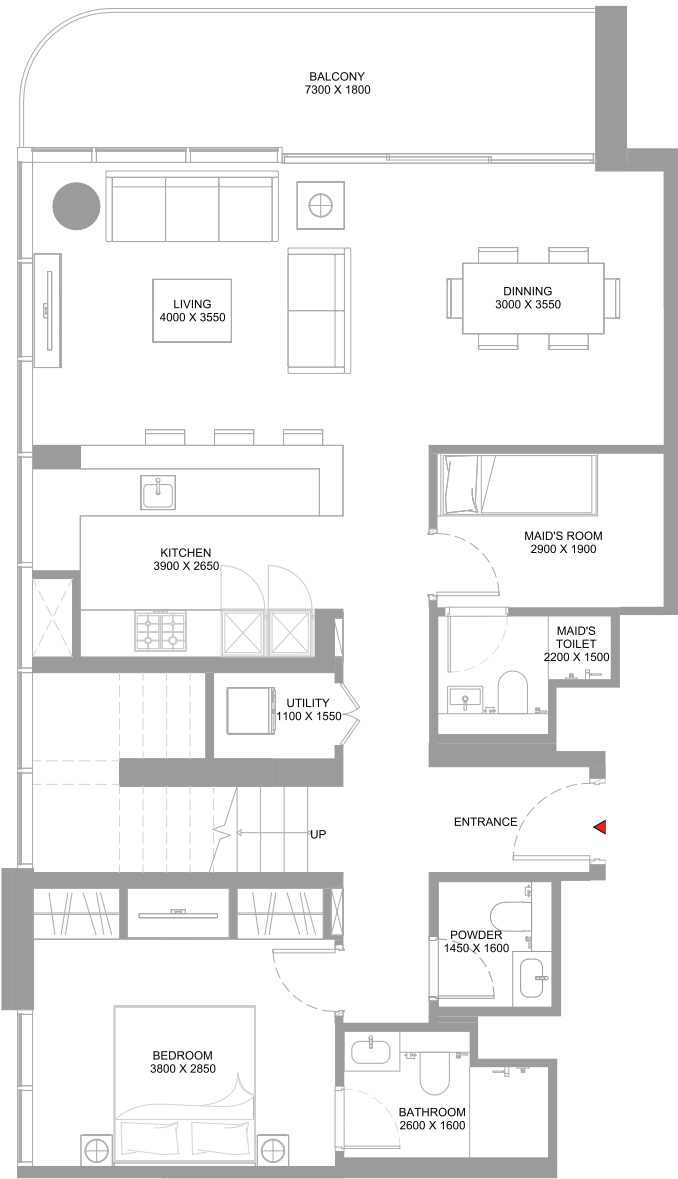 BALCONY
7300 X 1800
LIVING
4000 X 3550
DINNING
3000 X 3550
KITCHEN
3900 X 2650
MAID'S ROOM
2900 X 1900
MAID'S
TOILET
2200 X 1500
UTILITY
1100 X 1550
ENTRANCE
UP
POWDER
1450 X 1600
BEDROOM
3800 X 2850
BATHROOM
2600 X 1600